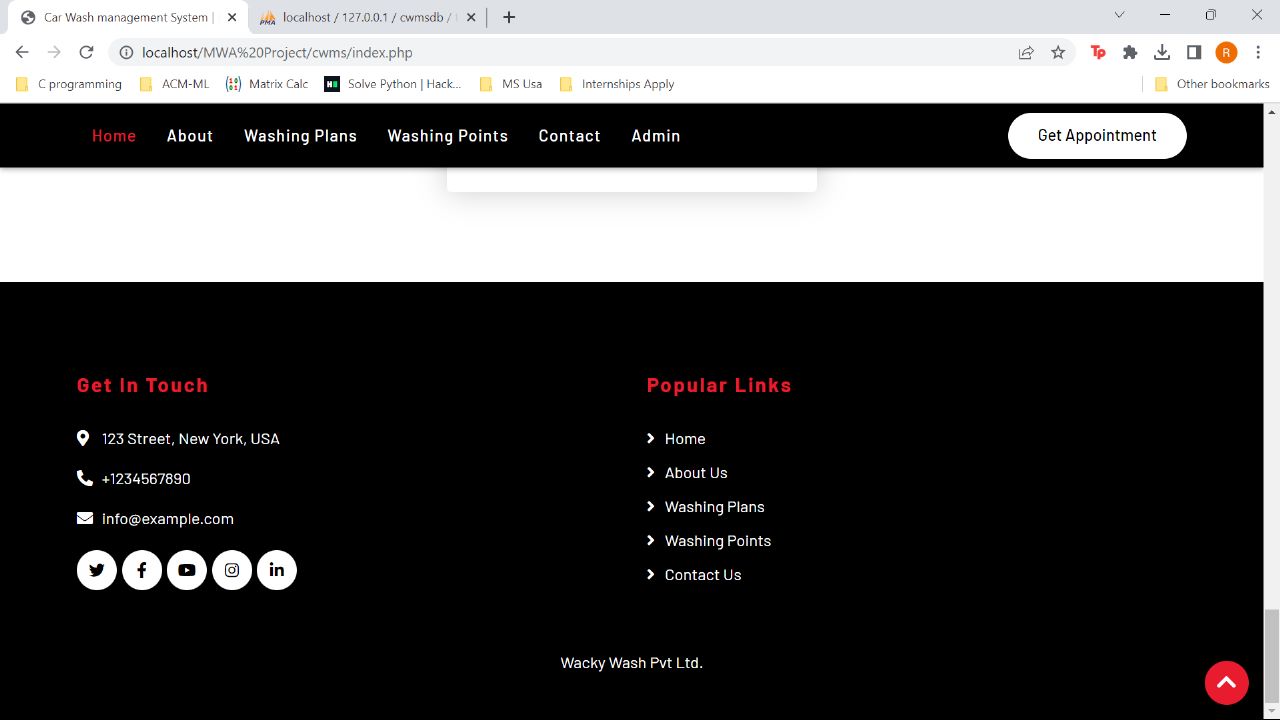 Car Wash management System |
PMA localhost / 127.0.0.1 / cwmsdb /
localhost/MWA%20Project/cwms/index.php
Tp
R
C programming
ACM-ML
Matrix Calc
Solve Python | Hack...
MS Usa
Internships Apply
Other bookmarks
Home
About
Washing Plans
Washing Points
Contact
Admin
Get Appointment
Get In Touch
123 Street, New York, USA
+1234567890
info@example.com
Popular Links
Home
About Us
Washing Plans
Washing Points
Contact Us
Wacky Wash Pvt Ltd.